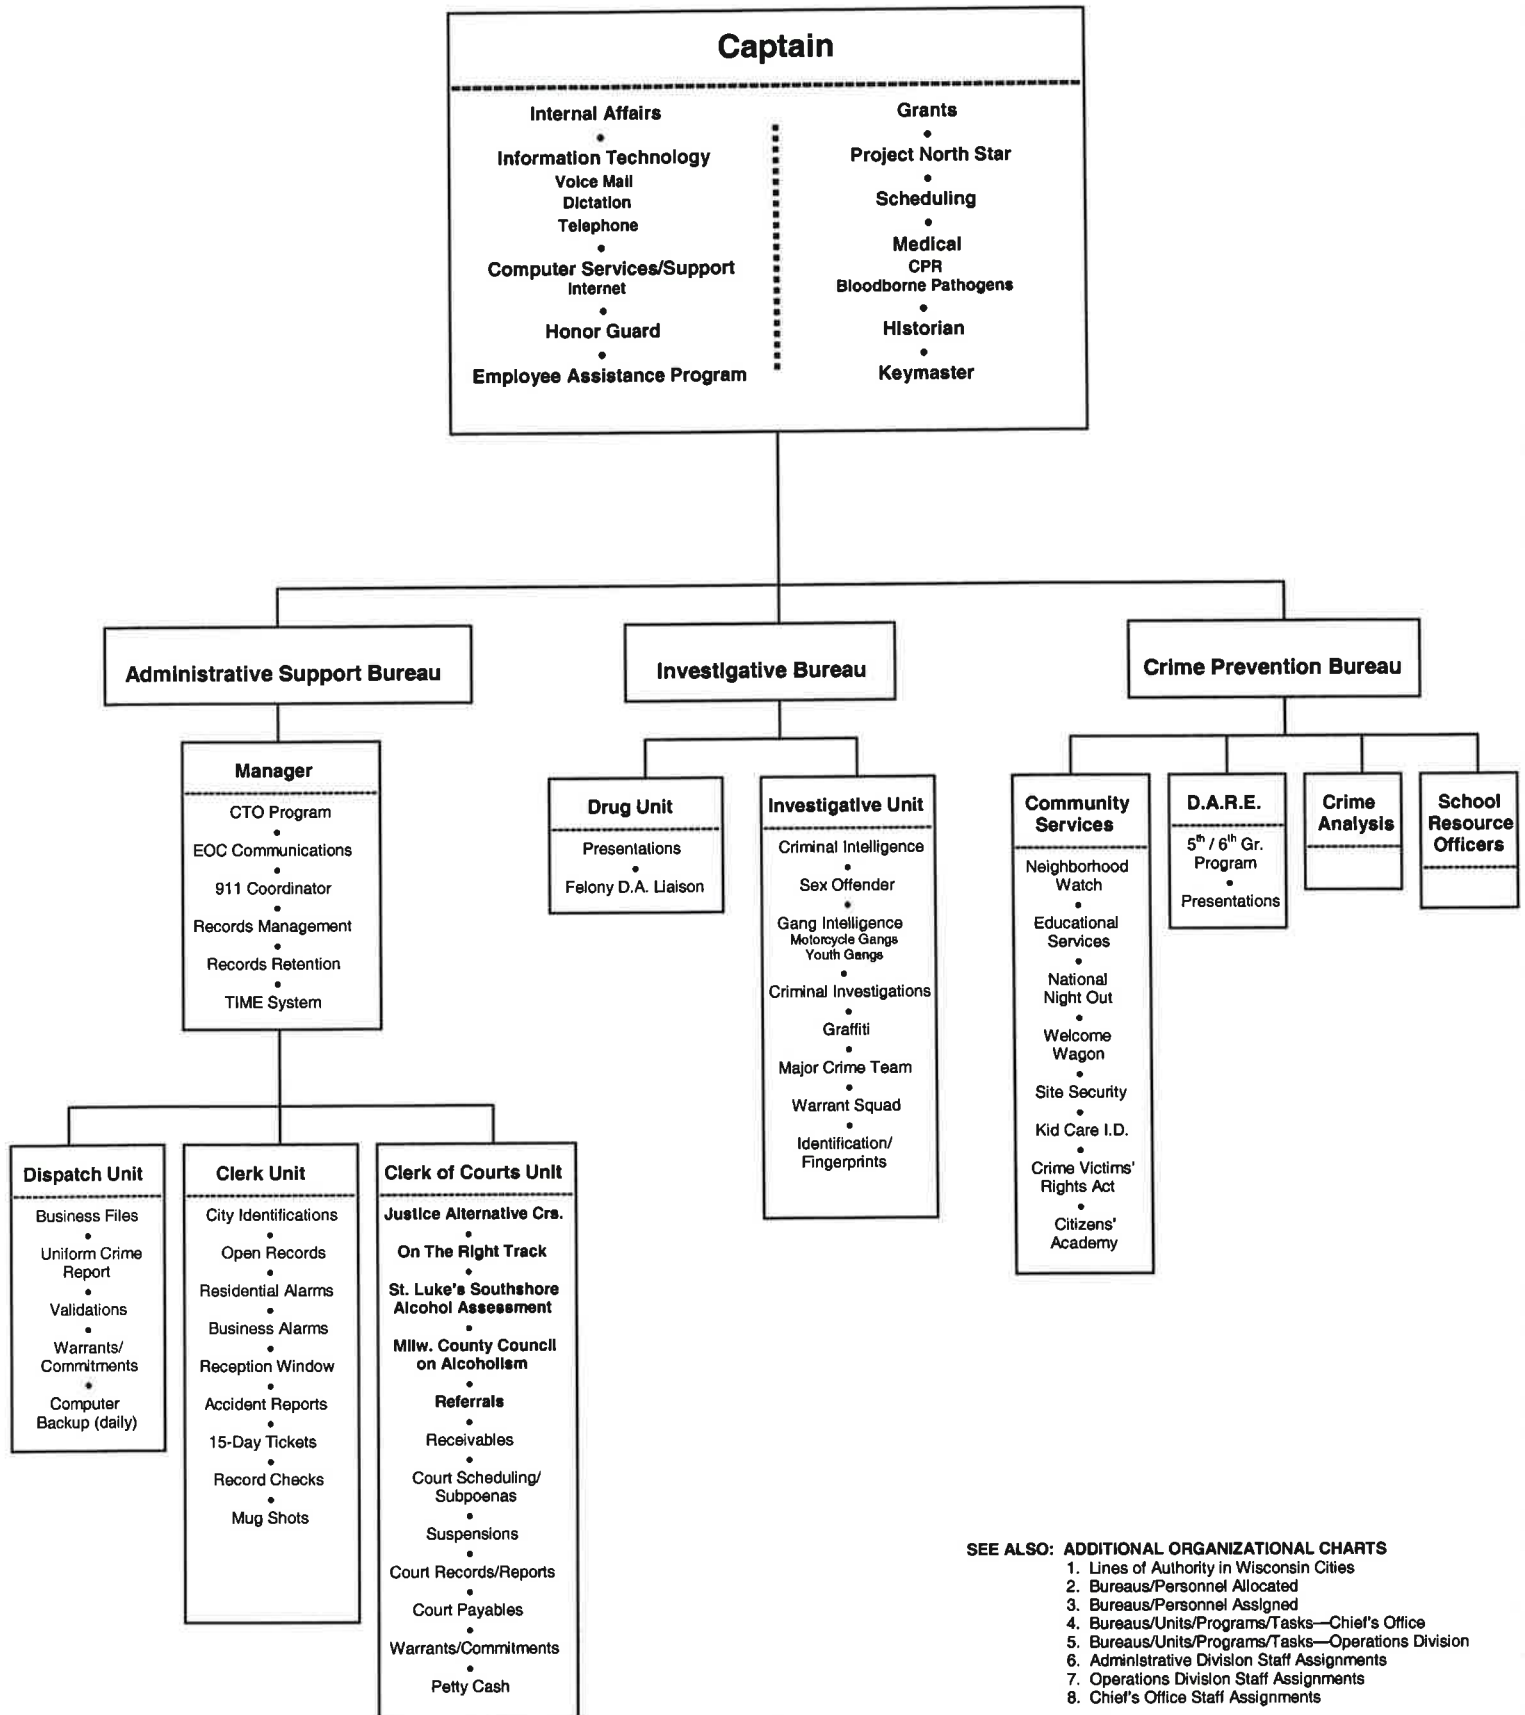 Captain
Internal Affairs
Information Technology
Voice Mail
Dictation
Telephone
Computer Services/Support
Internet
Honor Guard
Employee Assistance Program
Grants
Project North Star
Scheduling
Medical
CPR
Bloodborne Pathogens
Historian
Keymaster
Administrative Support Bureau
Manager
CTO Program
EOC Communications
911 Coordinator
Records Management
Records Retention
TIME System
Dispatch Unit
Business Files
Uniform Crime
Report
Validations
Warrants/
Commitments
Computer
Backup (daily)
Clerk Unit
City Identifications
Open Records
Residential Alarms
Business Alarms
Reception Window
Accident Reports
15-Day Tickets
Record Checks
Mug Shots
Clerk of Courts Unit
Justice Alternative Crs.
On The Right Track
St. Luke's Southshore
Alcohol Assessment
Milw. County Council
on Alcoholism
Referrals
Receivables
Court Scheduling/
Subpoenas
Suspensions
Court Records/Reports
Court Payables
Warrants/Commitments
Petty Cash
Investigative Bureau
Drug Unit
Presentations
Felony D.A. Liaison
Investigative Unit
Criminal Intelligence
Sex Offender
Gang Intelligence
Motorcycle Gangs
Youth Gangs
Criminal Investigations
Graffiti
Major Crime Team
Warrant Squad
Identification/
Fingerprints
Crime Prevention Bureau
Community
Services
Neighborhood
Watch
Educational
Services
National
Night Out
Welcome
Wagon
Site Security
Kid Care I.D.
Crime Victims'
Rights Act
Citizens'
Academy
D.A.R.E.
5th / 6th Gr.
Program
Presentations
Crime
Analysis
School
Resource
Officers
SEE ALSO: ADDITIONAL ORGANIZATIONAL CHARTS
1. Lines of Authority in Wisconsin Cities
2. Bureaus/Personnel Allocated
3. Bureaus/Personnel Assigned
4. Bureaus/Units/Programs/Tasks—Chief's Office
5. Bureaus/Units/Programs/Tasks—Operations Division
6. Administrative Division Staff Assignments
7. Operations Division Staff Assignments
8. Chief's Office Staff Assignments